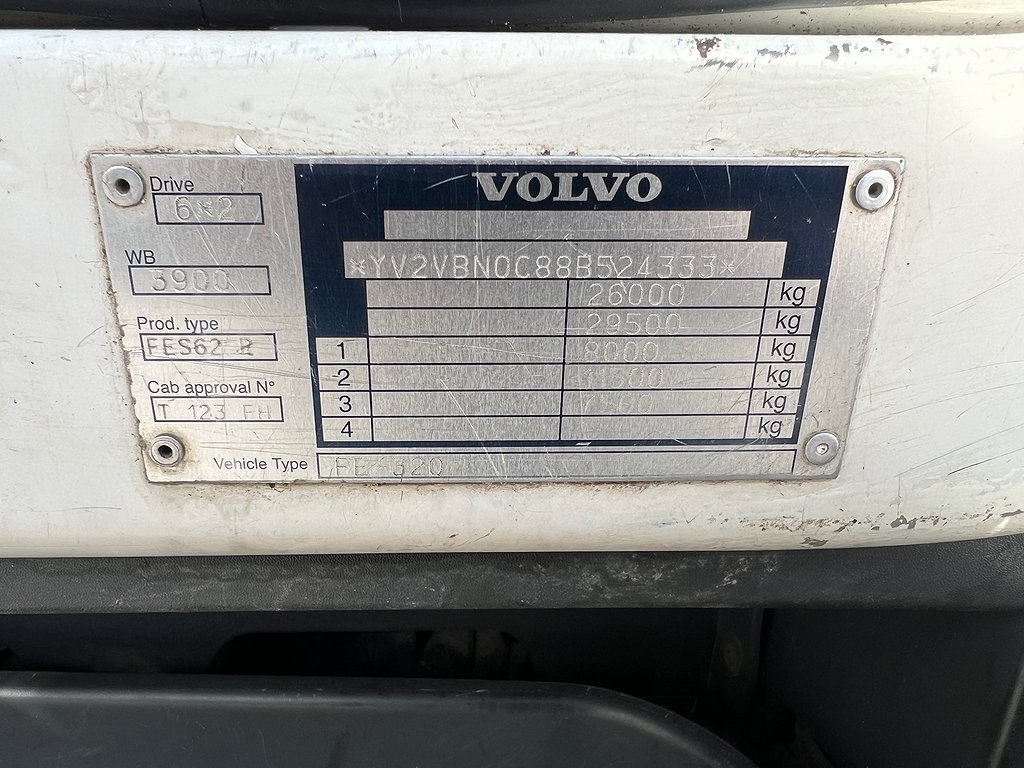 Drive
6*2
WB
3900
Prod. type
FES62 R
Cab approval N°
T 123 FH
VOLVO
*YV2VBN0C88B524333*
26000 kg
29500 kg
1 8000 kg
2 kg
3 kg
4 kg
Vehicle Type FE-320